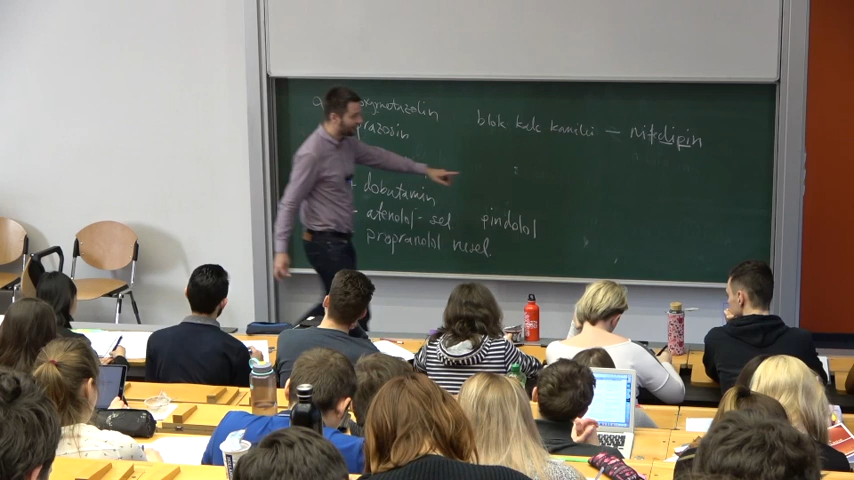 oxymetazolin
prazosin
blok kalc kanálů — nifedipin
- dobutamin
- atenolol - sel. pindolol
propranolol nesel.